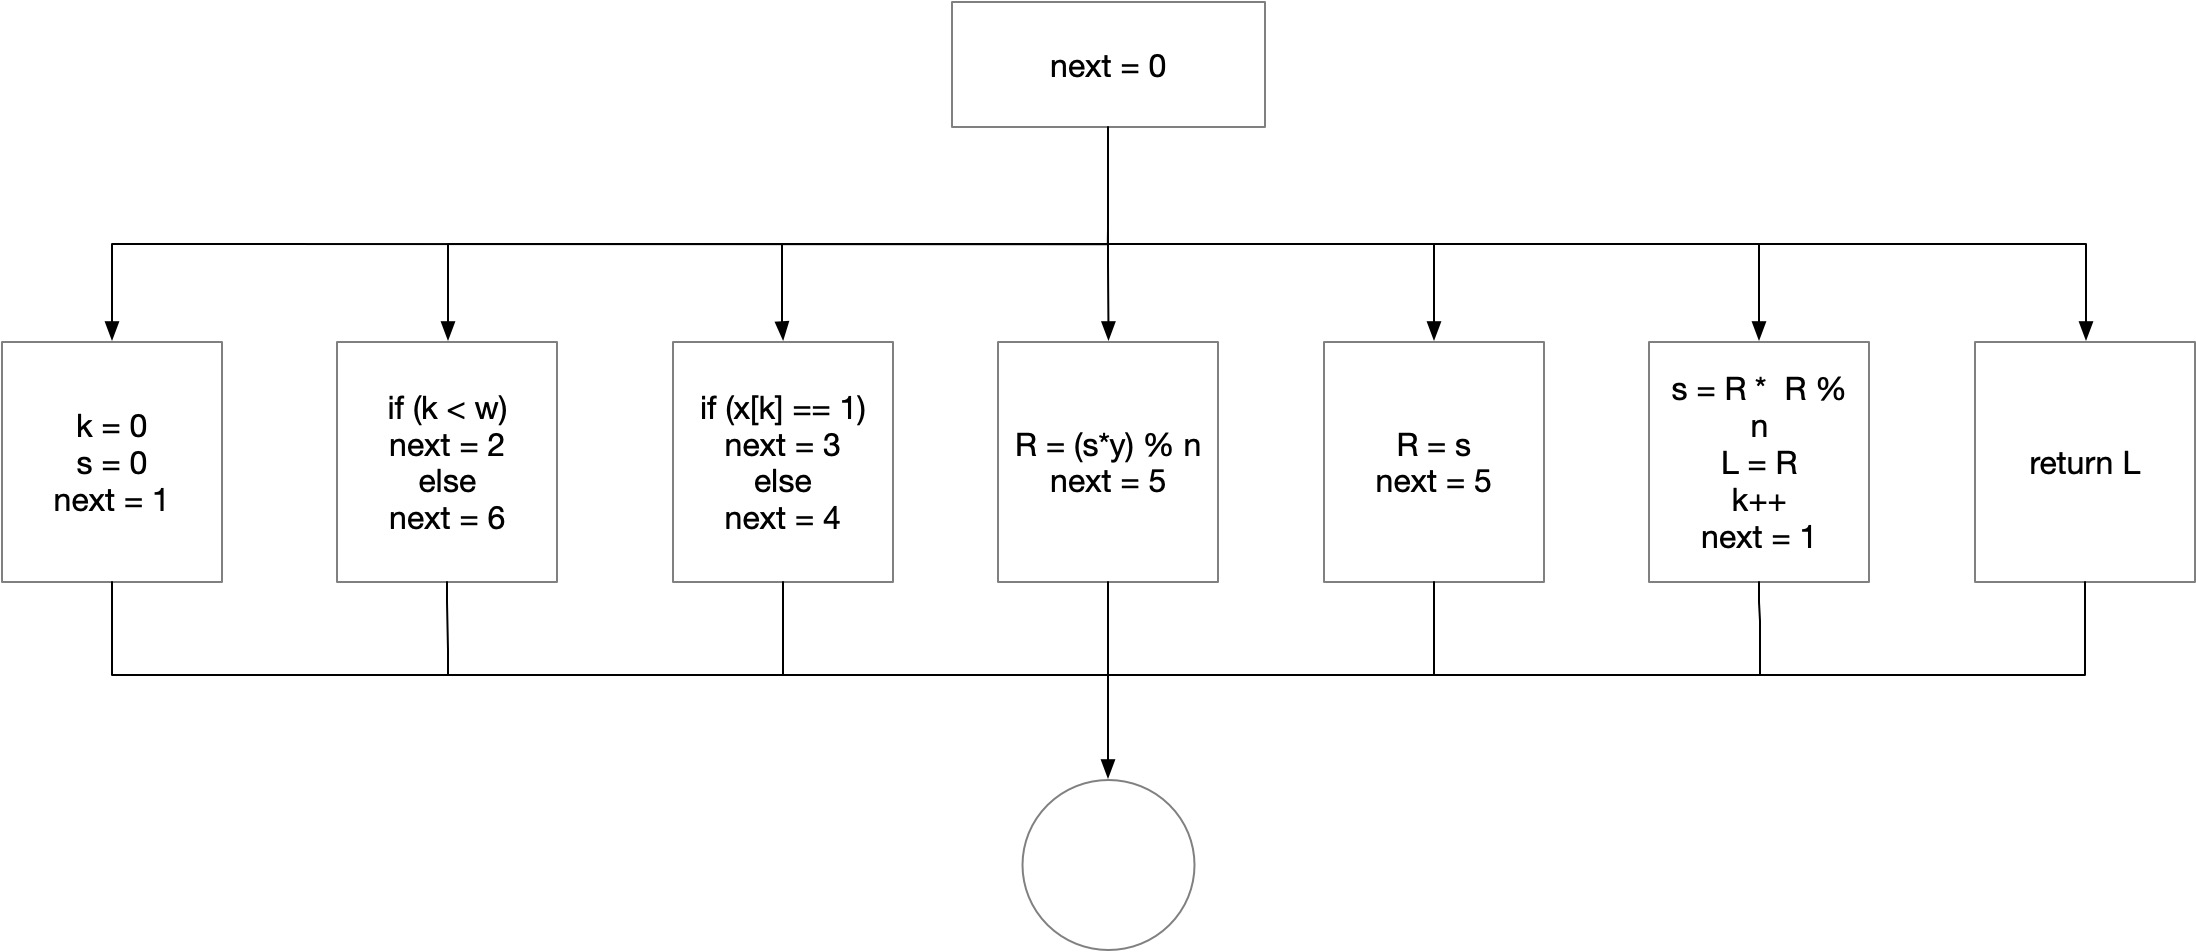 next = 0
k = 0
s = 0
next = 1
if (k < w)
next = 2
else
next = 6
if (x[k] == 1)
next = 3
else
next = 4
R = (s*y) % n
next = 5
R = s
next = 5
s = R *  R %
n
L = R
k++
next = 1
return L